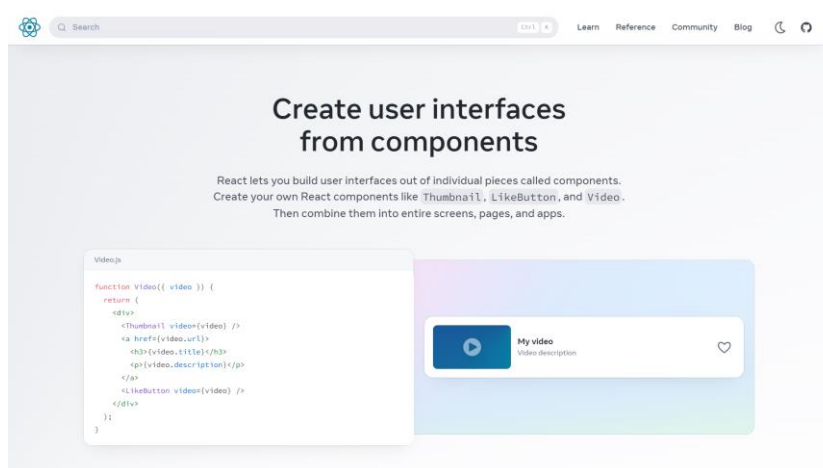 Search
Ctrl K
Learn
Reference
Community
Blog
Create user interfaces
from components
React lets you build user interfaces out of individual pieces called components.
Create your own React components like Thumbnail, LikeButton, and Video.
Then combine them into entire screens, pages, and apps.
Video.js
function Video({ video }) {
return (
<div>
<Thumbnail video={video} />
<a href={video.url}>
<h3>{video.title}</h3>
<p>{video.description}</p>
</a>
<LikeButton video={video} />
</div>
);
}
My video
Video description